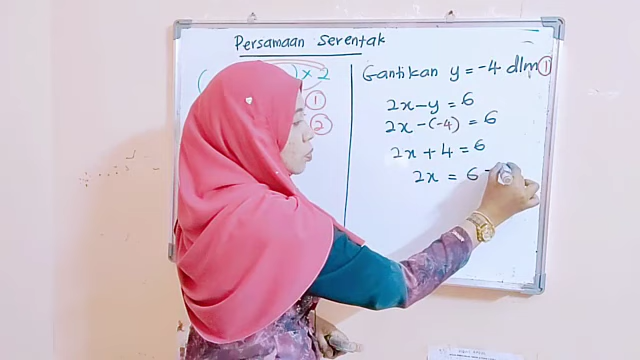 Persamaan Serentak
) × 2
1
2
Gantikan y = -4 dlm 1
2x - y = 6
2x - (-4) = 6
2x + 4 = 6
2x = 6 -